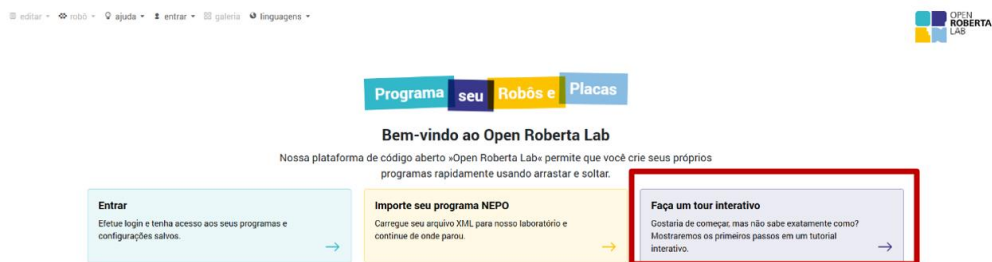 editar robô ajuda entrar galeria linguagens
OPEN
ROBERTA
LAB
Programa seu Robôs e Placas
Bem-vindo ao Open Roberta Lab
Nossa plataforma de código aberto »Open Roberta Lab« permite que você crie seus próprios
programas rapidamente usando arrastar e soltar.
Entrar
Efetue login e tenha acesso aos seus programas e
configurações salvos.
Importe seu programa NEPO
Carregue seu arquivo XML para nosso laboratório e
continue de onde parou.
Faça um tour interativo
Gostaria de começar, mas não sabe exatamente como?
Mostraremos os primeiros passos em um tutorial
interativo.